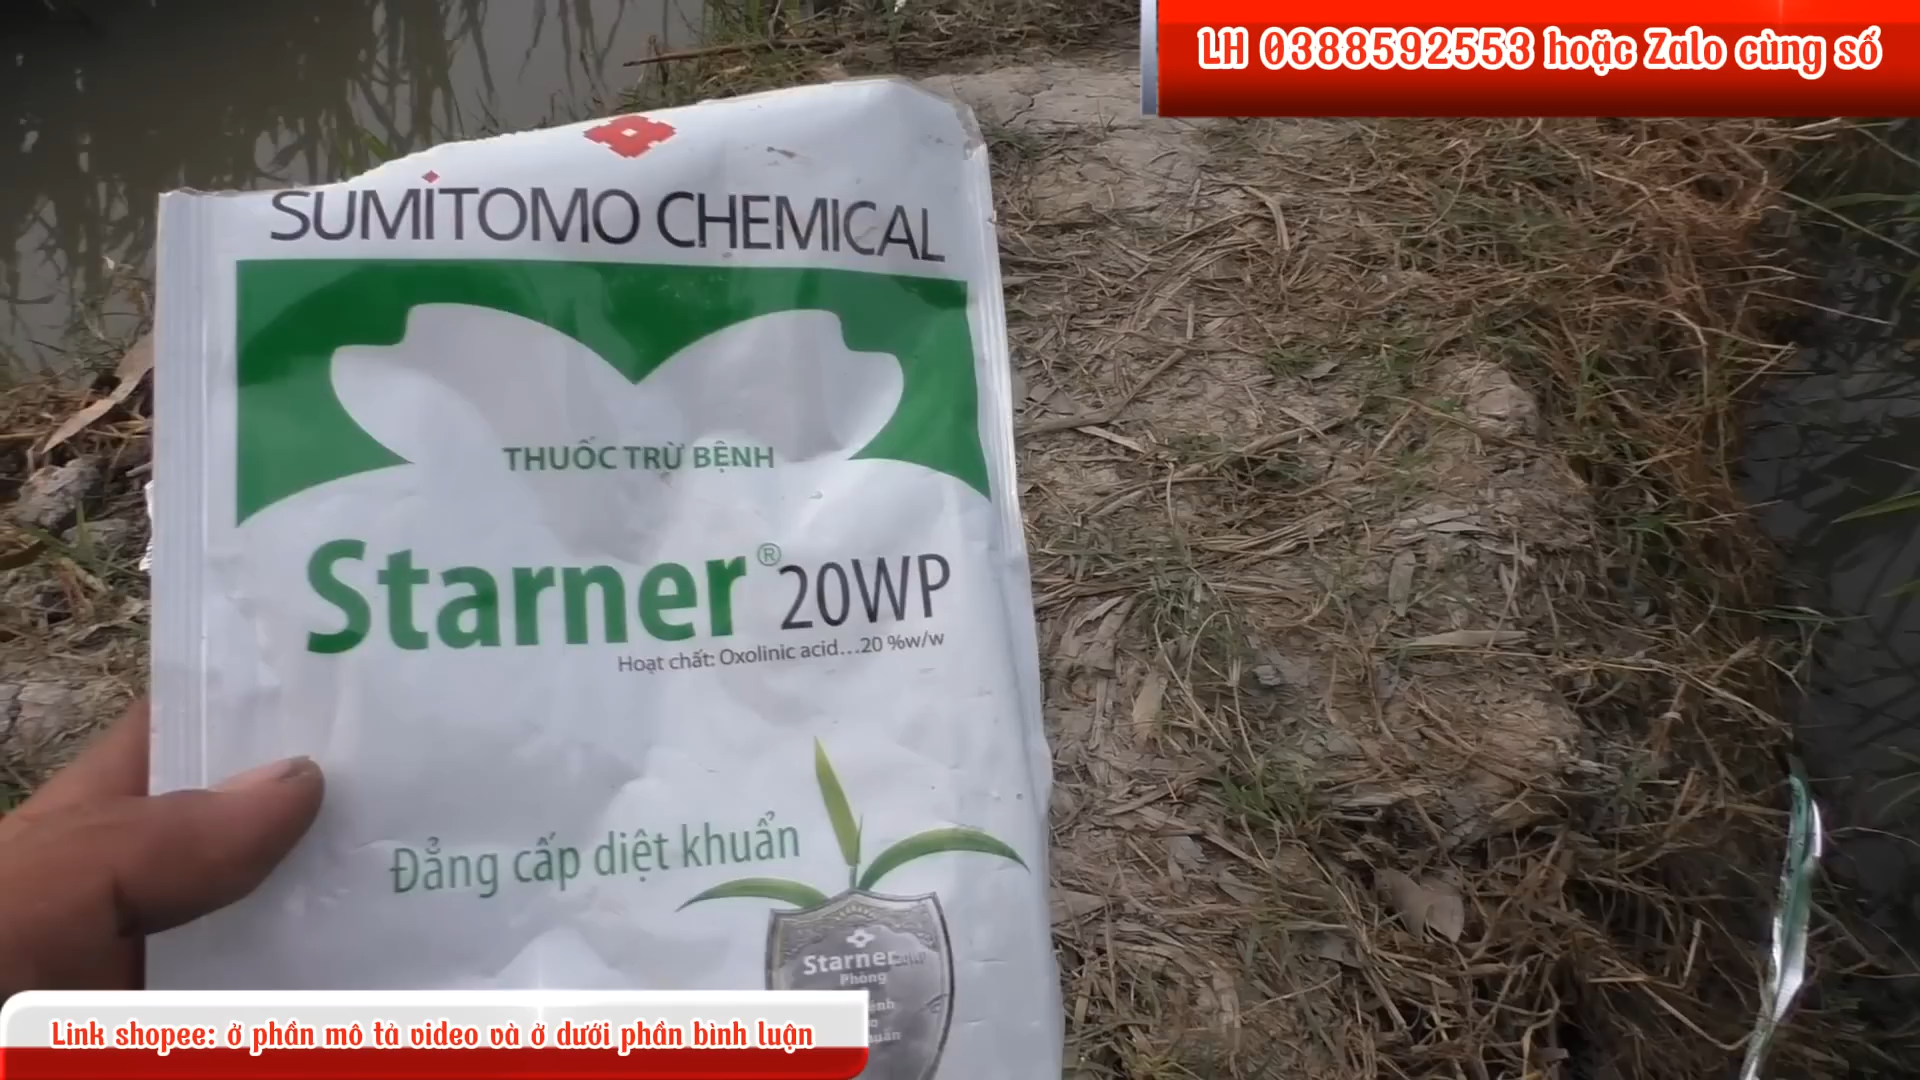 LH 0388592553 hoặc Zalo cùng số
SUMITOMO CHEMICAL
THUỐC TRỪ BỆNH
Starner® 20WP
Hoạt chất: Oxolinic acid...20 %w/w
Đẳng cấp diệt khuẩn
Starner 20WP
Phòng
Link shopee: ở phần mô tả video và ở dưới phần bình luận